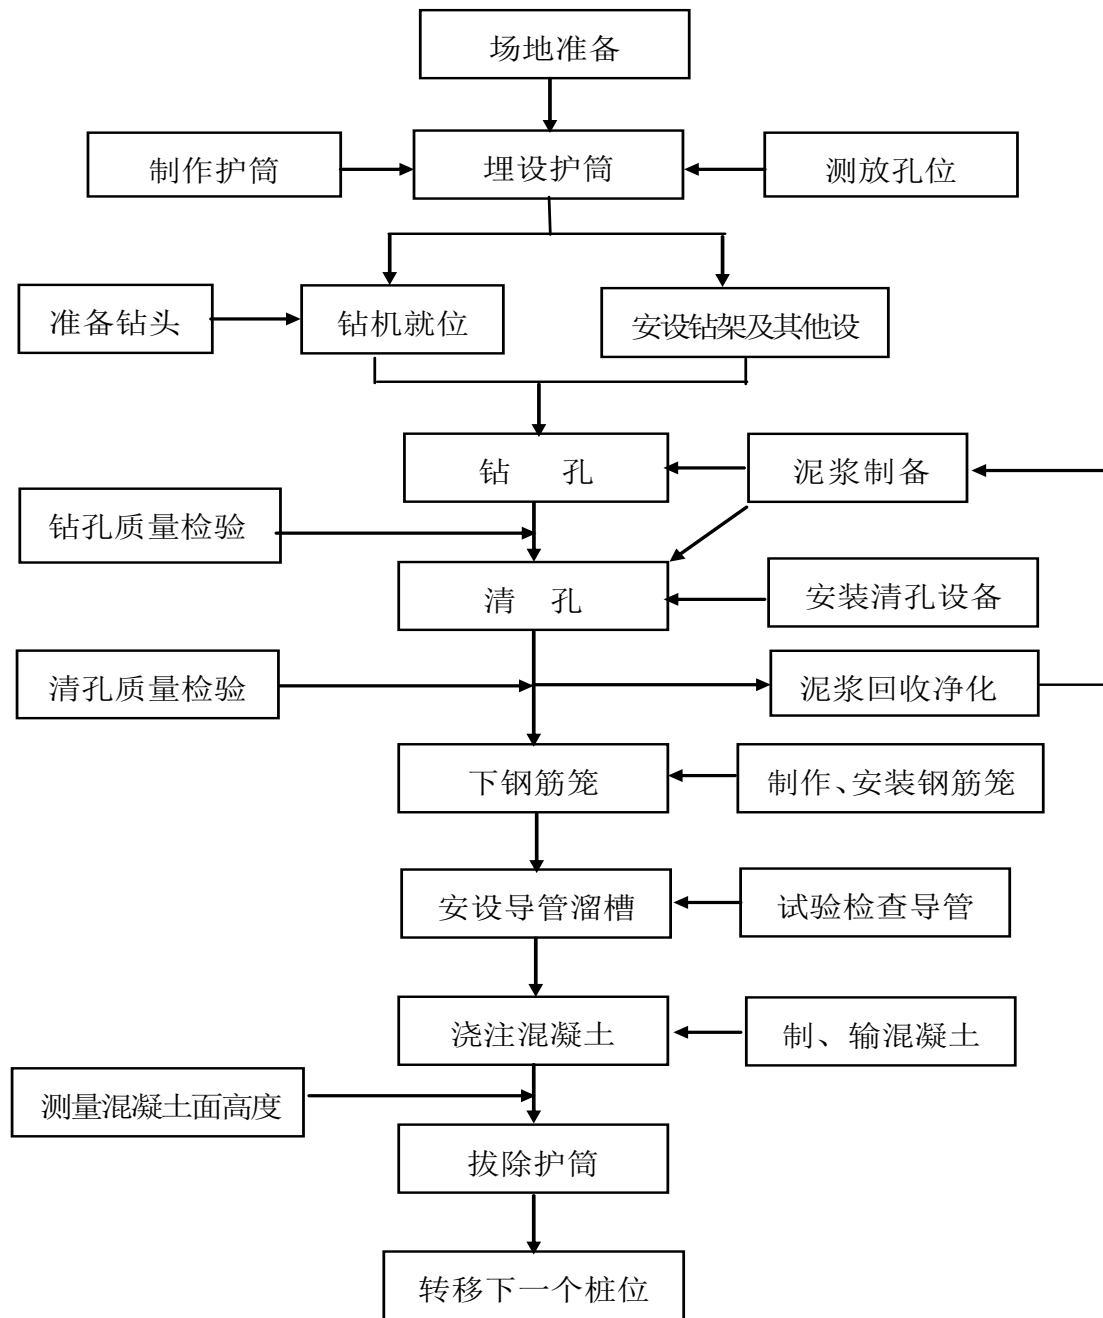 场地准备
制作护筒
埋设护筒
测放孔位
准备钻头
钻机就位
安设钻架及其他设
钻 孔
泥浆制备
钻孔质量检验
清 孔
安装清孔设备
清孔质量检验
泥浆回收净化
下钢筋笼
制作、安装钢筋笼
安设导管溜槽
试验检查导管
浇注混凝土
制、输混凝土
测量混凝土面高度
拔除护筒
转移下一个桩位